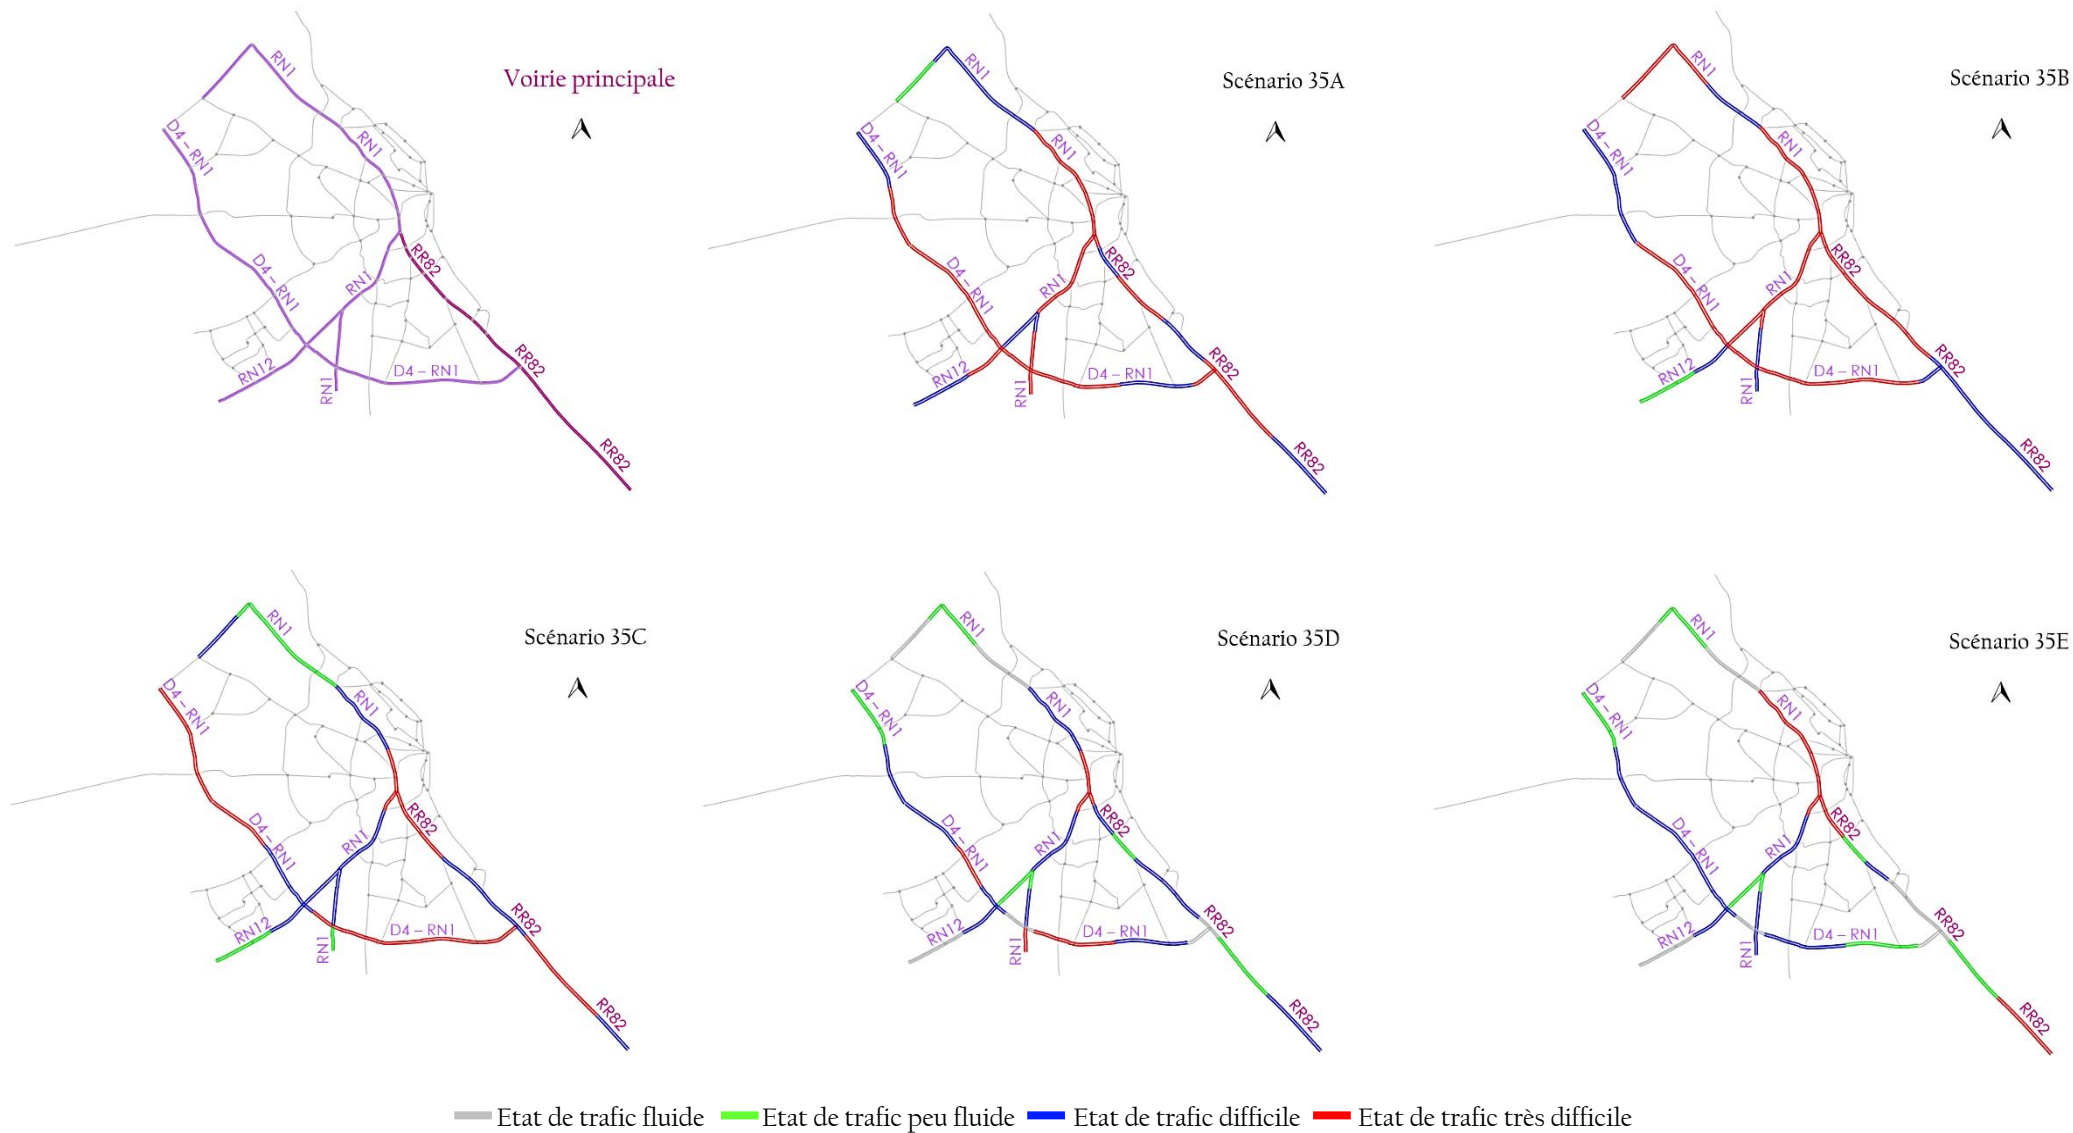 Voirie principale
RN1
RN1
D4 – RN1
D4 – RN1
RN1
RR82
RN12
RN1
D4 – RN1
RR82
RR82
Scénario 35A
RN1
RN1
D4 – RN1
D4 – RN1
RN1
RR82
RN12
RN1
D4 – RN1
RR82
RR82
Scénario 35B
RN1
RN1
D4 – RN1
D4 – RN1
RN1
RR82
RN12
RN1
D4 – RN1
RR82
RR82
Scénario 35C
RN1
RN1
D4 – RN1
D4 – RN1
RN1
RR82
RN12
RN1
D4 – RN1
RR82
RR82
Scénario 35D
RN1
RN1
D4 – RN1
D4 – RN1
RN1
RR82
RN12
RN1
D4 – RN1
RR82
RR82
Scénario 35E
RN1
RN1
D4 – RN1
D4 – RN1
RN1
RR82
RN12
RN1
D4 – RN1
RR82
RR82
Etat de trafic fluide Etat de trafic peu fluide Etat de trafic difficile Etat de trafic très difficile